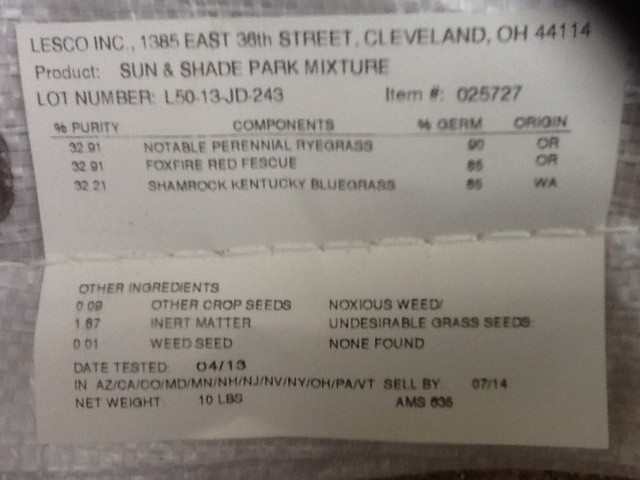 LESCO INC., 1385 EAST 36th STREET, CLEVELAND, OH 44114
Product: SUN & SHADE PARK MIXTURE
LOT NUMBER: L50-13-JD-243 Item #: 025727
% PURITY COMPONENTS % GERM ORIGIN
32.91 NOTABLE PERENNIAL RYEGRASS 90 OR
32.91 FOXFIRE RED FESCUE 85 OR
32.21 SHAMROCK KENTUCKY BLUEGRASS 85 WA
OTHER INGREDIENTS
0.09 OTHER CROP SEEDS NOXIOUS WEED/
1.87 INERT MATTER UNDESIRABLE GRASS SEEDS
0.01 WEED SEED NONE FOUND
DATE TESTED: 04/13
IN AZ/CA/CO/MD/MN/NH/NJ/NV/NY/OH/PA/VT SELL BY: 07/14
NET WEIGHT: 10 LBS AMS 635